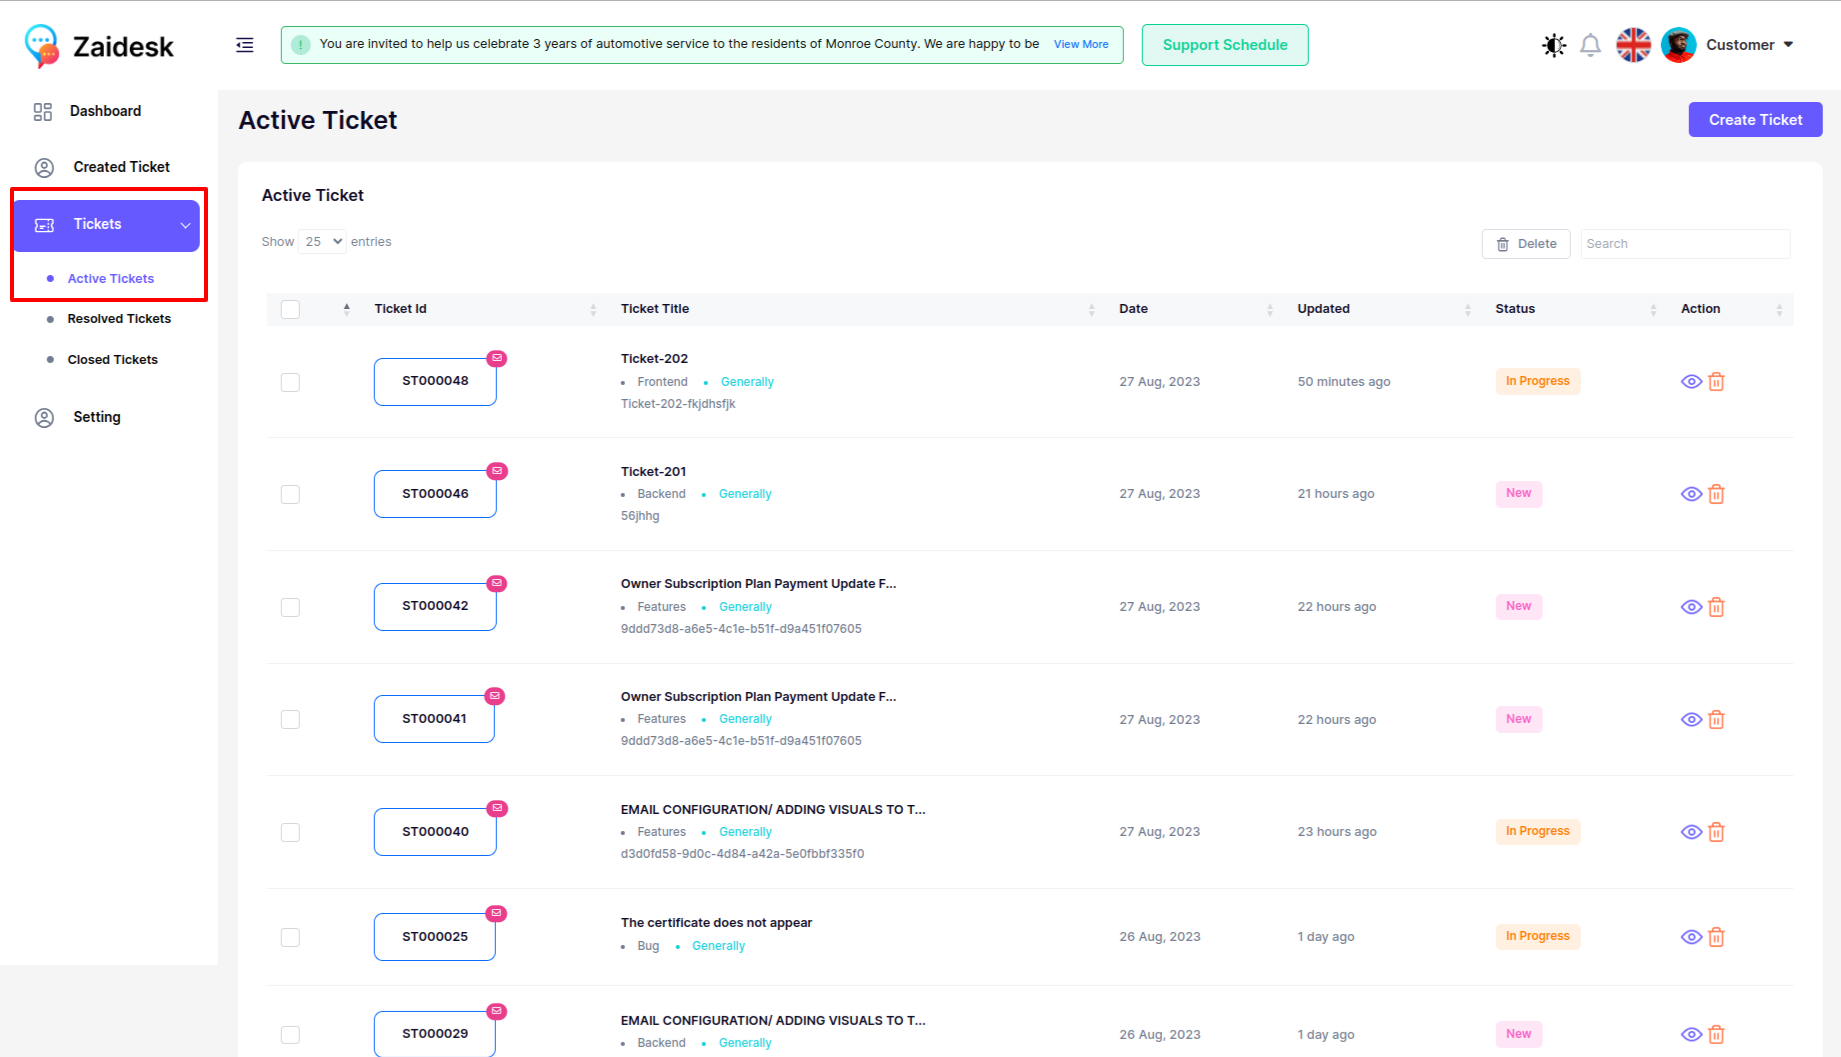 Zaidesk
! You are invited to help us celebrate 3 years of automotive service to the residents of Monroe County. We are happy to be View More
Support Schedule
Customer
Dashboard
Created Ticket
Tickets
Active Tickets
Resolved Tickets
Closed Tickets
Setting
Active Ticket
Create Ticket
Active Ticket
Show 25 entries
Delete
Search
Ticket Id Ticket Title Date Updated Status Action
ST000048
Ticket-202
Frontend Generally
Ticket-202-fkjdhsfjk
27 Aug, 2023 50 minutes ago In Progress
ST000046
Ticket-201
Backend Generally
56jhhg
27 Aug, 2023 21 hours ago New
ST000042
Owner Subscription Plan Payment Update F...
Features Generally
9ddd73d8-a6e5-4c1e-b51f-d9a451f07605
27 Aug, 2023 22 hours ago New
ST000041
Owner Subscription Plan Payment Update F...
Features Generally
9ddd73d8-a6e5-4c1e-b51f-d9a451f07605
27 Aug, 2023 22 hours ago New
ST000040
EMAIL CONFIGURATION/ ADDING VISUALS TO T...
Features Generally
d3d0fd58-9d0c-4d84-a42a-5e0fbbf335f0
27 Aug, 2023 23 hours ago In Progress
ST000025
The certificate does not appear
Bug Generally
26 Aug, 2023 1 day ago In Progress
ST000029
EMAIL CONFIGURATION/ ADDING VISUALS TO T...
Backend Generally
26 Aug, 2023 1 day ago New